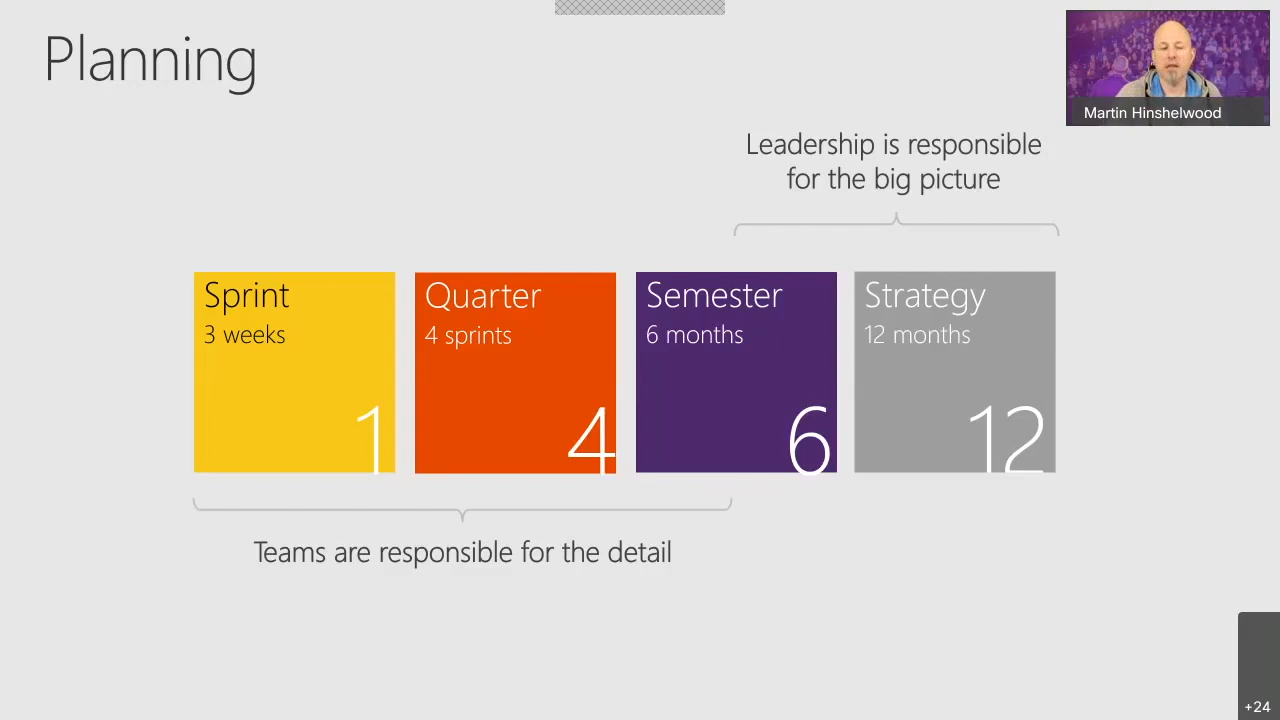 Planning
Martin Hinshelwood
Leadership is responsible
for the big picture
Sprint
3 weeks
1
Quarter
4 sprints
4
Semester
6 months
6
Strategy
12 months
12
Teams are responsible for the detail
+24